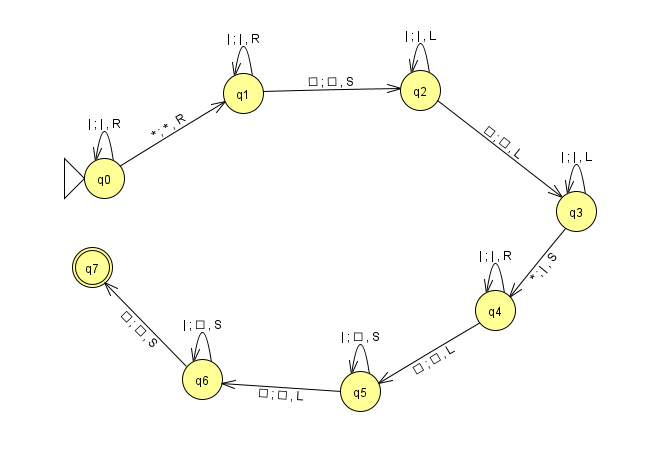 | ; | , L
| ; | , R
q2
□ ; □ , S
q1
| ; | , R
*; *, R
□ ; □ , L
| ; | , L
q0
q3
*; | , S
q7
| ; | , R
q4
□ ; □ , S
| ; □ , S
| ; □ , S
□ ; □ , L
q6
q5
□ ; □ , L